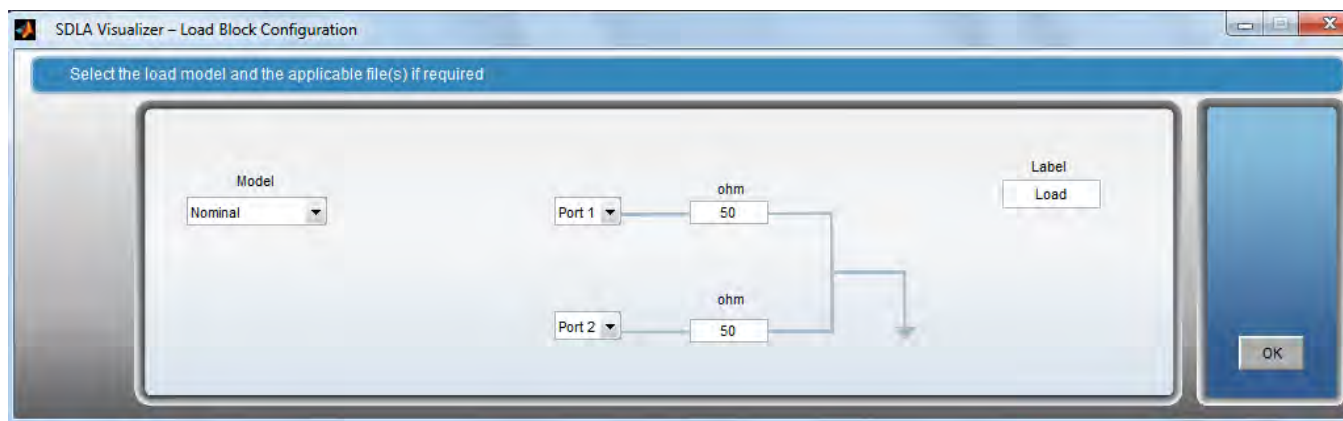 SDLA Visualizer – Load Block Configuration
Select the load model and the applicable file(s) if required
Model
Nominal
Port 1
ohm
50
Label
Load
Port 2
ohm
50
OK